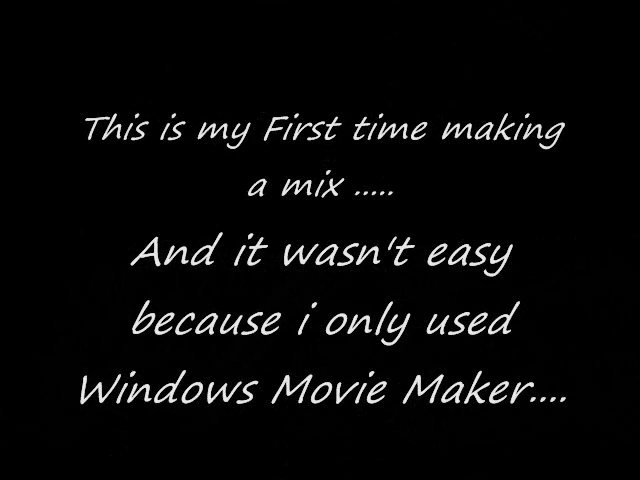 This is my First time making
a mix .....
And it wasn't easy
because i only used
Windows Movie Maker....